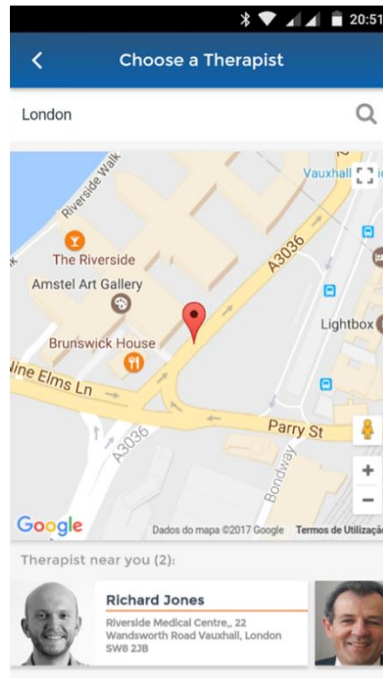 20:51
Choose a Therapist
London
Riverside Walk
Vauxhall
A3036
The Riverside
Amstel Art Gallery
Lightbox
Brunswick House
Nine Elms Ln
Parry St
A3036
Bondway
Google
Dados do mapa ©2017 Google
Termos de Utilizaçã
Therapist near you (2):
Richard Jones
Riverside Medical Centre,, 22
Wandsworth Road Vauxhall, London
SW8 2JB